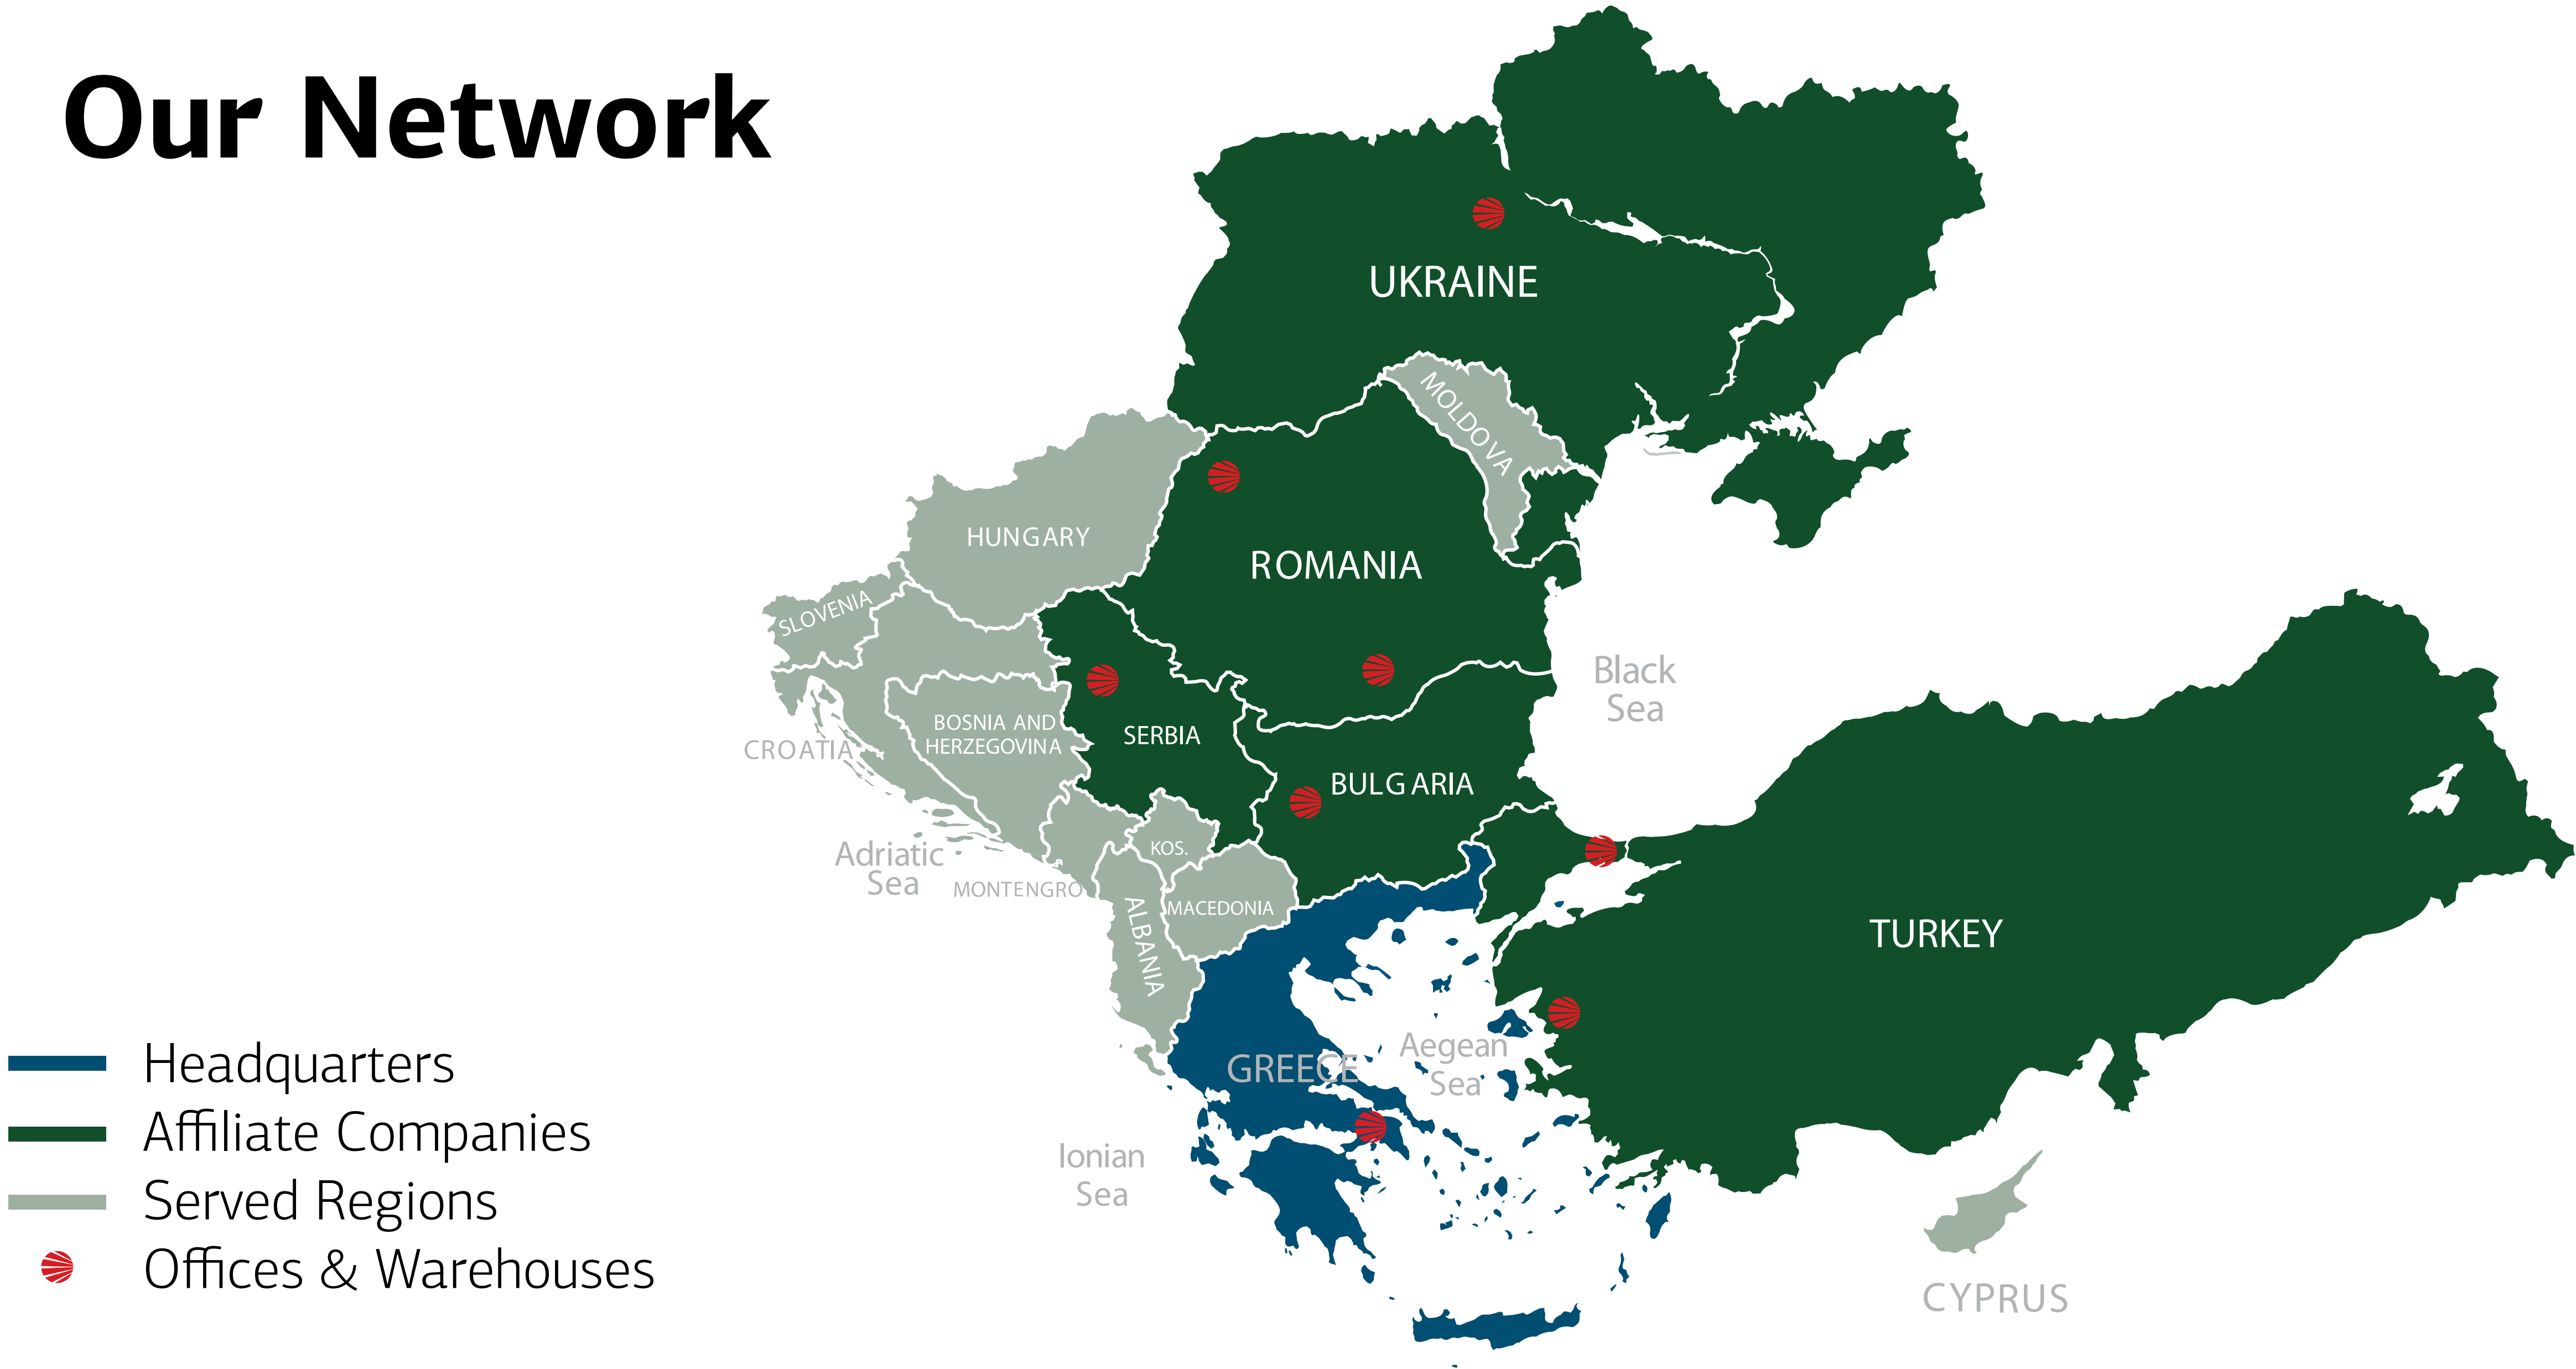 Our Network
UKRAINE
MOLDOVA
HUNGARY
ROMANIA
SLOVENIA
Black
Sea
CROATIA
BOSNIA AND
HERZEGOVINA
SERBIA
BULGARIA
Adriatic
Sea
MONTENGRO
KOS.
ALBANIA
MACEDONIA
TURKEY
GREECE
Aegean
Sea
Ionian
Sea
CYPRUS
Headquarters
Affiliate Companies
Served Regions
Offices & Warehouses